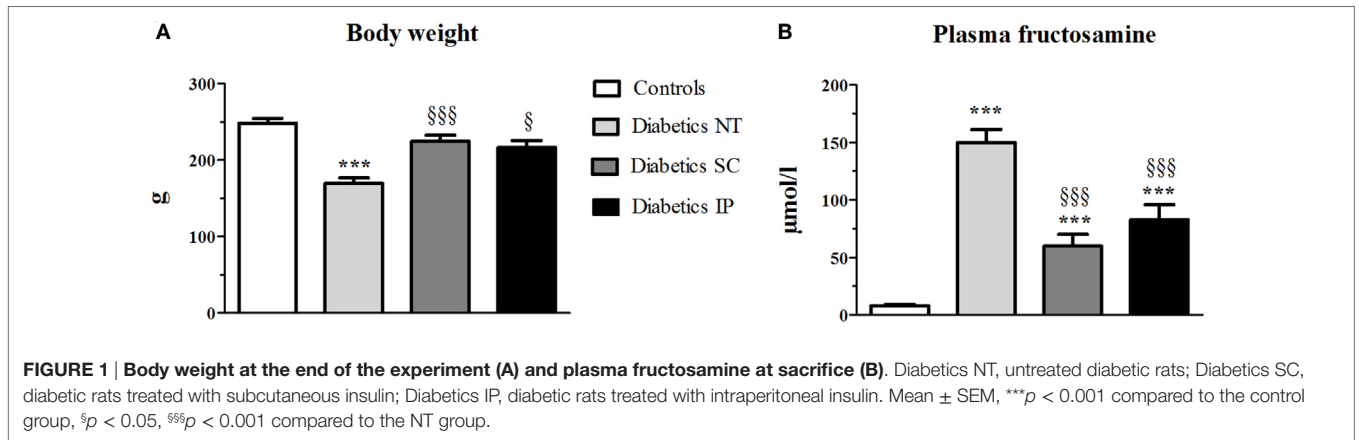 A
Body weight
g
300
200
100
0
***
§§§
§
Controls
Diabetics NT
Diabetics SC
Diabetics IP
B
Plasma fructosamine
µmol/l
200
150
100
50
0
***
§§§
***
§§§
***
FIGURE 1 | Body weight at the end of the experiment (A) and plasma fructosamine at sacrifice (B). Diabetics NT, untreated diabetic rats; Diabetics SC,
diabetic rats treated with subcutaneous insulin; Diabetics IP, diabetic rats treated with intraperitoneal insulin. Mean ± SEM, ***p < 0.001 compared to the control
group, §p < 0.05, §§§p < 0.001 compared to the NT group.